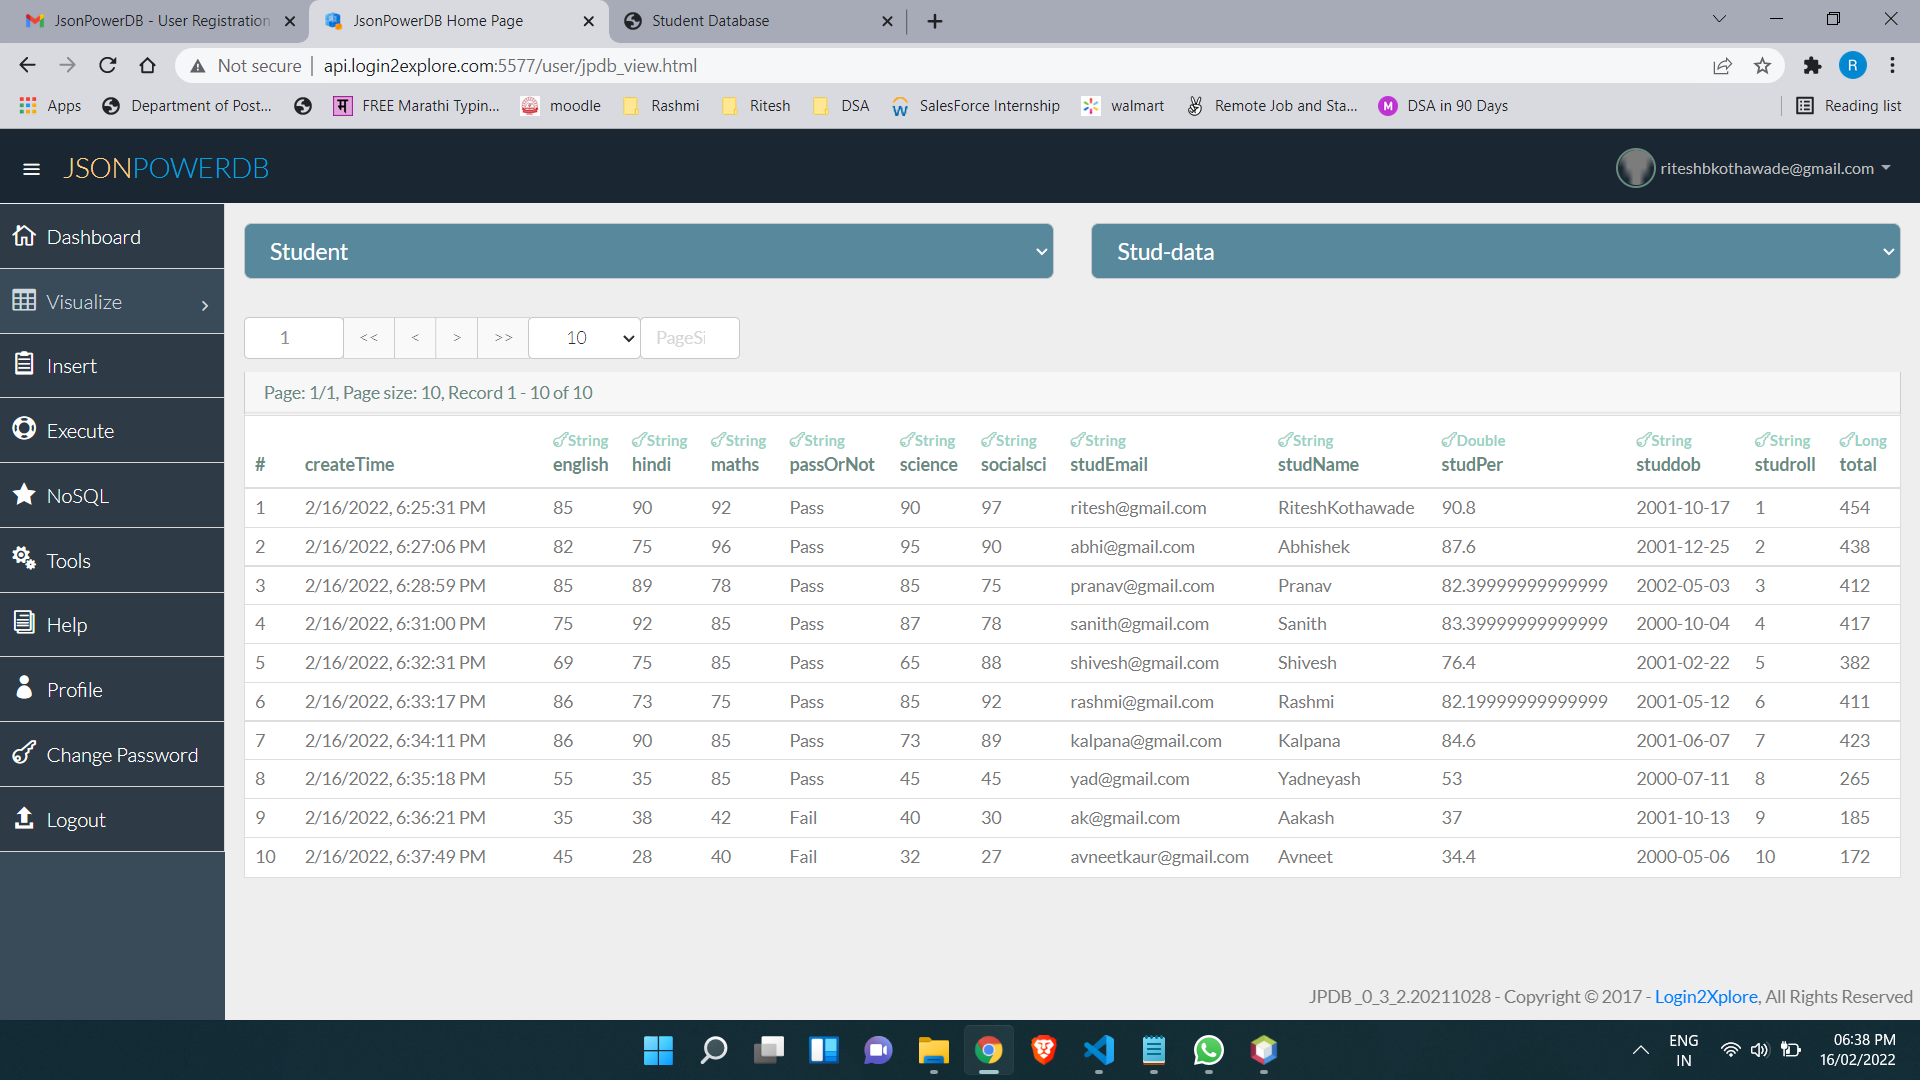 JsonPowerDB - User Registration
JsonPowerDB Home Page
Student Database
Not secure
api.login2explore.com:5577/user/jpdb_view.html
R
Apps
Department of Post...
म
FREE Marathi Typin...
moodle
Rashmi
Ritesh
DSA
SalesForce Internship
walmart
Remote Job and Sta...
M
DSA in 90 Days
Reading list
JSONPOWERDB
riteshbkothawade@gmail.com
Dashboard
Visualize
Insert
Execute
NoSQL
Tools
Help
Profile
Change Password
Logout
Student
Stud-data
1 << < > >> 10 PageSi
Page: 1/1, Page size: 10, Record 1 - 10 of 10
String String String String String String String String Double String String Long
# createTime english hindi maths passOrNot science socialsci studEmail studName studPer studdob studroll total
1 2/16/2022, 6:25:31 PM 85 90 92 Pass 90 97 ritesh@gmail.com RiteshKothawade 90.8 2001-10-17 1 454
2 2/16/2022, 6:27:06 PM 82 75 96 Pass 95 90 abhi@gmail.com Abhishek 87.6 2001-12-25 2 438
3 2/16/2022, 6:28:59 PM 85 89 78 Pass 85 75 pranav@gmail.com Pranav 82.39999999999999 2002-05-03 3 412
4 2/16/2022, 6:31:00 PM 75 92 85 Pass 87 78 sanith@gmail.com Sanith 83.39999999999999 2000-10-04 4 417
5 2/16/2022, 6:32:31 PM 69 75 85 Pass 65 88 shivesh@gmail.com Shivesh 76.4 2001-02-22 5 382
6 2/16/2022, 6:33:17 PM 86 73 75 Pass 85 92 rashmi@gmail.com Rashmi 82.19999999999999 2001-05-12 6 411
7 2/16/2022, 6:34:11 PM 86 90 85 Pass 73 89 kalpana@gmail.com Kalpana 84.6 2001-06-07 7 423
8 2/16/2022, 6:35:18 PM 55 35 85 Pass 45 45 yad@gmail.com Yadneyash 53 2000-07-11 8 265
9 2/16/2022, 6:36:21 PM 35 38 42 Fail 40 30 ak@gmail.com Aakash 37 2001-10-13 9 185
10 2/16/2022, 6:37:49 PM 45 28 40 Fail 32 27 avneetkaur@gmail.com Avneet 34.4 2000-05-06 10 172
JPDB_0_3_2.20211028 - Copyright © 2017 - Login2Xplore, All Rights Reserved
ENG
IN
06:38 PM
16/02/2022